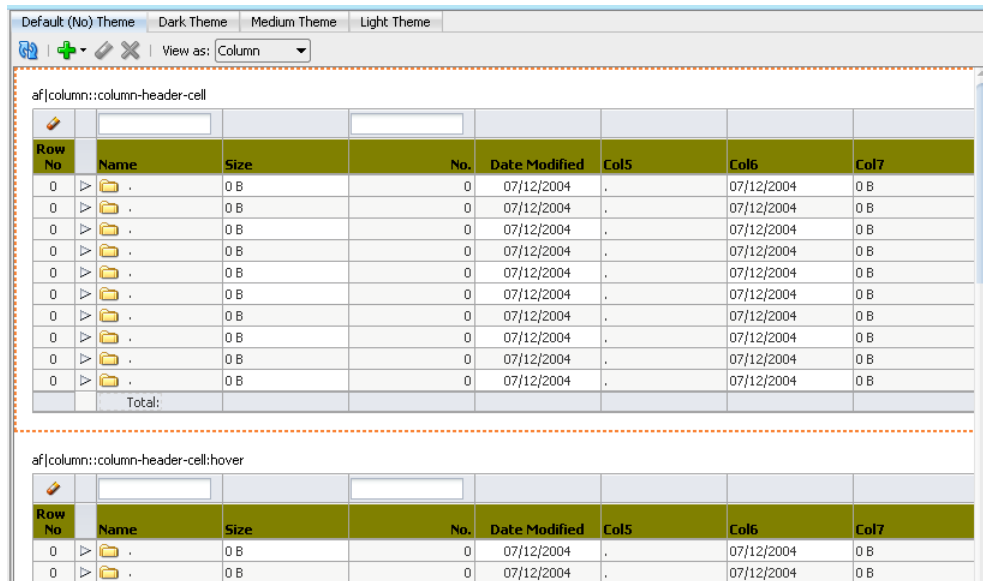 Default (No) Theme Dark Theme Medium Theme Light Theme
View as: Column
af|column::column-header-cell
Row No Name Size No. Date Modified Col5 Col6 Col7
0 . 0 B 0 07/12/2004 . 07/12/2004 0 B
0 . 0 B 0 07/12/2004 . 07/12/2004 0 B
0 . 0 B 0 07/12/2004 . 07/12/2004 0 B
0 . 0 B 0 07/12/2004 . 07/12/2004 0 B
0 . 0 B 0 07/12/2004 . 07/12/2004 0 B
0 . 0 B 0 07/12/2004 . 07/12/2004 0 B
0 . 0 B 0 07/12/2004 . 07/12/2004 0 B
0 . 0 B 0 07/12/2004 . 07/12/2004 0 B
0 . 0 B 0 07/12/2004 . 07/12/2004 0 B
0 . 0 B 0 07/12/2004 . 07/12/2004 0 B
Total:
af|column::column-header-cell:hover
Row No Name Size No. Date Modified Col5 Col6 Col7
0 . 0 B 0 07/12/2004 . 07/12/2004 0 B
0 . 0 B 0 07/12/2004 . 07/12/2004 0 B